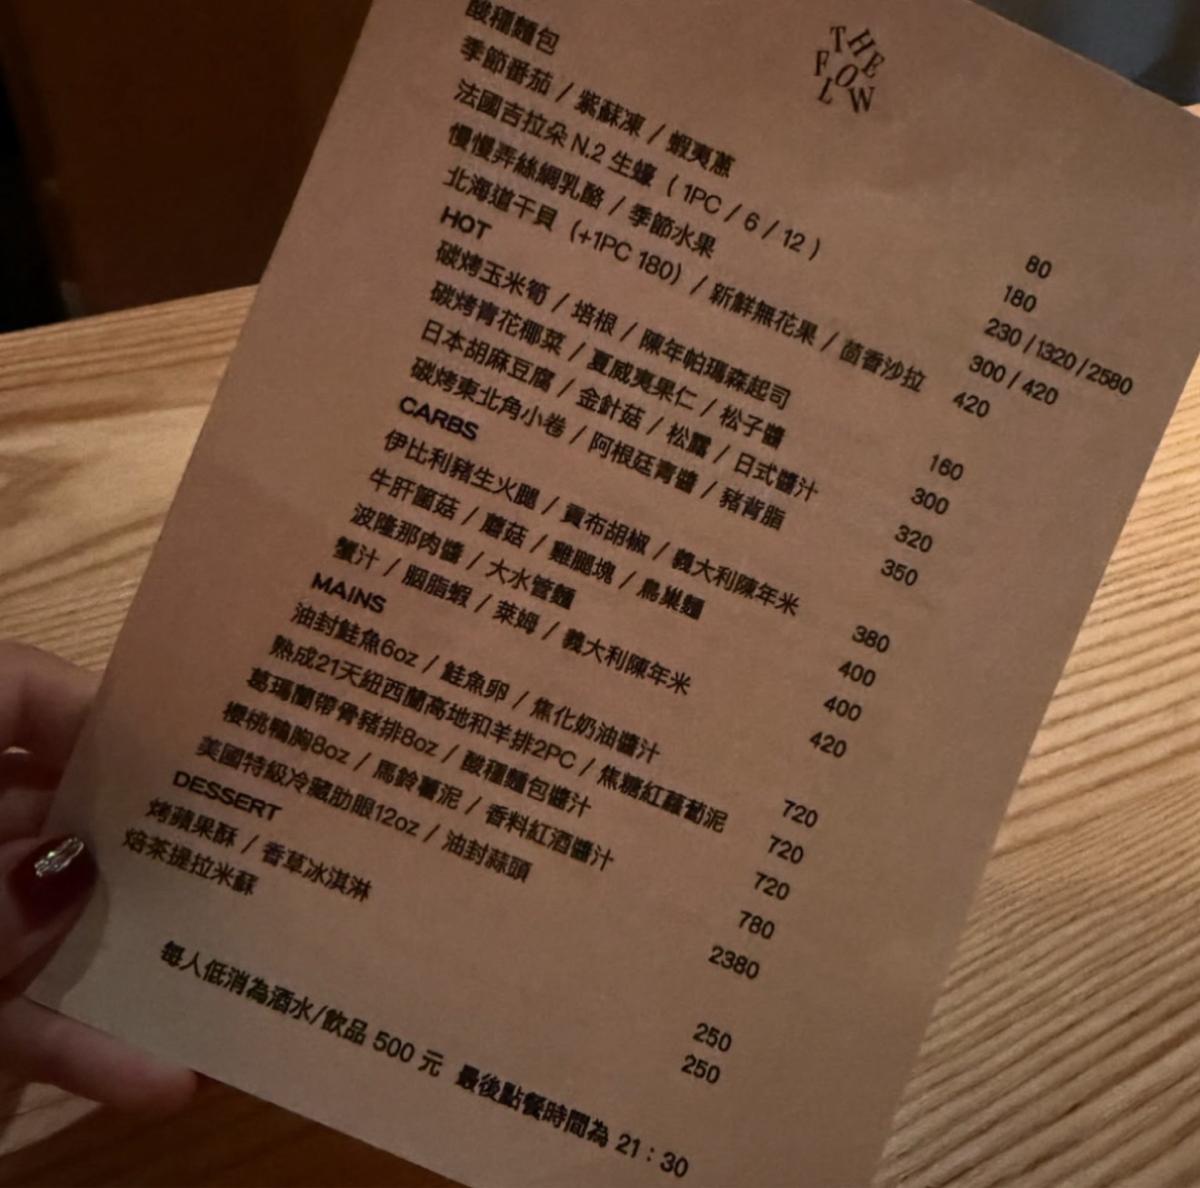 THE
FLOW
酸種麵包 80
季節番茄 / 紫蘇凍 / 蝦夷蔥 180
法國吉拉朵 N.2 生蠔 ( 1PC / 6 / 12 ) 230 / 1320 / 2580
慢慢弄絲綢乳酪 / 季節水果 300 / 420
北海道干貝 (+1PC 180) / 新鮮無花果 / 茴香沙拉 420
HOT
碳烤玉米筍 / 培根 / 陳年帕瑪森起司 160
碳烤青花椰菜 / 夏威夷果仁 / 松子醬 300
日本胡麻豆腐 / 金針菇 / 松露 / 日式醬汁 320
碳烤東北角小卷 / 阿根廷青醬 / 豬背脂 350
CARBS
伊比利豬生火腿 / 貢布胡椒 / 義大利陳年米 380
牛肝菌菇 / 蘑菇 / 雞腿塊 / 鳥巢麵 400
波隆那肉醬 / 大水管麵 400
蟹汁 / 胭脂蝦 / 萊姆 / 義大利陳年米 420
MAINS
油封鮭魚6oz / 鮭魚卵 / 焦化奶油醬汁 720
熟成21天紐西蘭高地和羊排2PC / 焦糖紅蘿蔔泥 720
葛瑪蘭帶骨豬排8oz / 酸種麵包醬汁 720
櫻桃鴨胸8oz / 馬鈴薯泥 / 香料紅酒醬汁 780
美國特級冷藏肋眼12oz / 油封蒜頭 2380
DESSERT
烤蘋果酥 / 香草冰淇淋 250
焙茶提拉米蘇 250
每人低消為酒水/飲品 500 元 最後點餐時間為 21：30